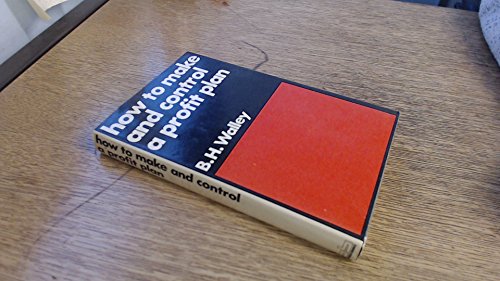 how to make
and control
a profit plan
B.H. Walley
how to make and control
a profit plan